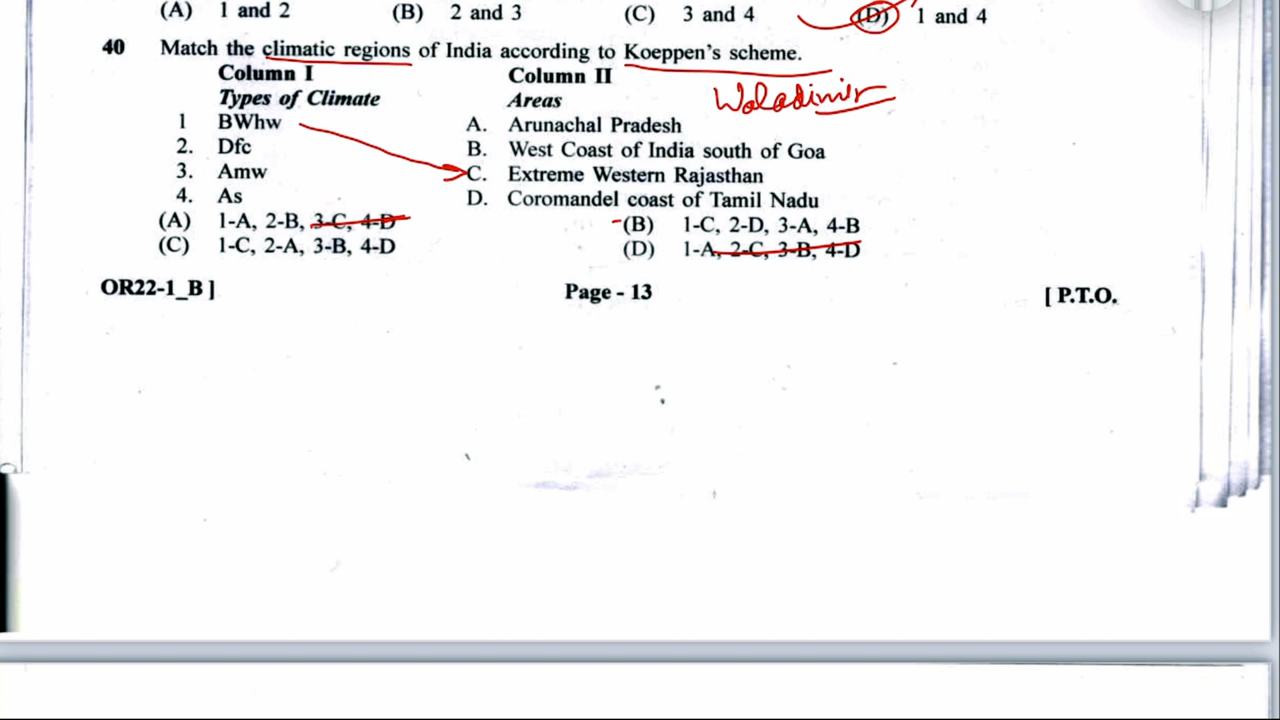 (A) 1 and 2 (B) 2 and 3 (C) 3 and 4 (D) 1 and 4
40 Match the climatic regions of India according to Koeppen's scheme.
Column I Column II
Types of Climate Areas
Woladimir
1 BWhw A. Arunachal Pradesh
2. Dfc B. West Coast of India south of Goa
3. Amw C. Extreme Western Rajasthan
4. As D. Coromandel coast of Tamil Nadu
(A) 1-A, 2-B, 3-C, 4-D (B) 1-C, 2-D, 3-A, 4-B
(C) 1-C, 2-A, 3-B, 4-D (D) 1-A, 2-C, 3-B, 4-D
OR22-1_B ] Page - 13 [ P.T.O.